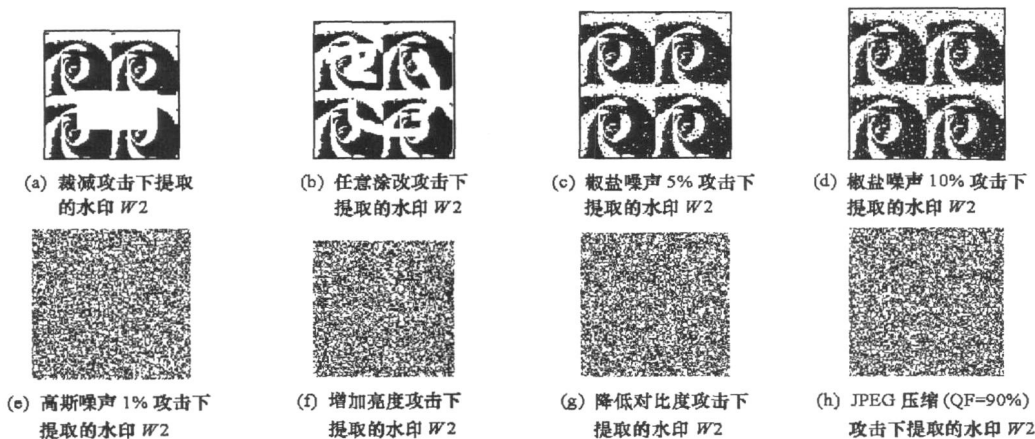 (a) 裁减攻击下提取
的水印 W2
(b) 任意涂改攻击下
提取的水印 W2
(c) 椒盐噪声 5% 攻击下
提取的水印 W2
(d) 椒盐噪声 10% 攻击下
提取的水印 W2
(e) 高斯噪声 1% 攻击下
提取的水印 W2
(f) 增加亮度攻击下
提取的水印 W2
(g) 降低对比度攻击下
提取的水印 W2
(h) JPEG 压缩 (QF=90%)
攻击下提取的水印 W2